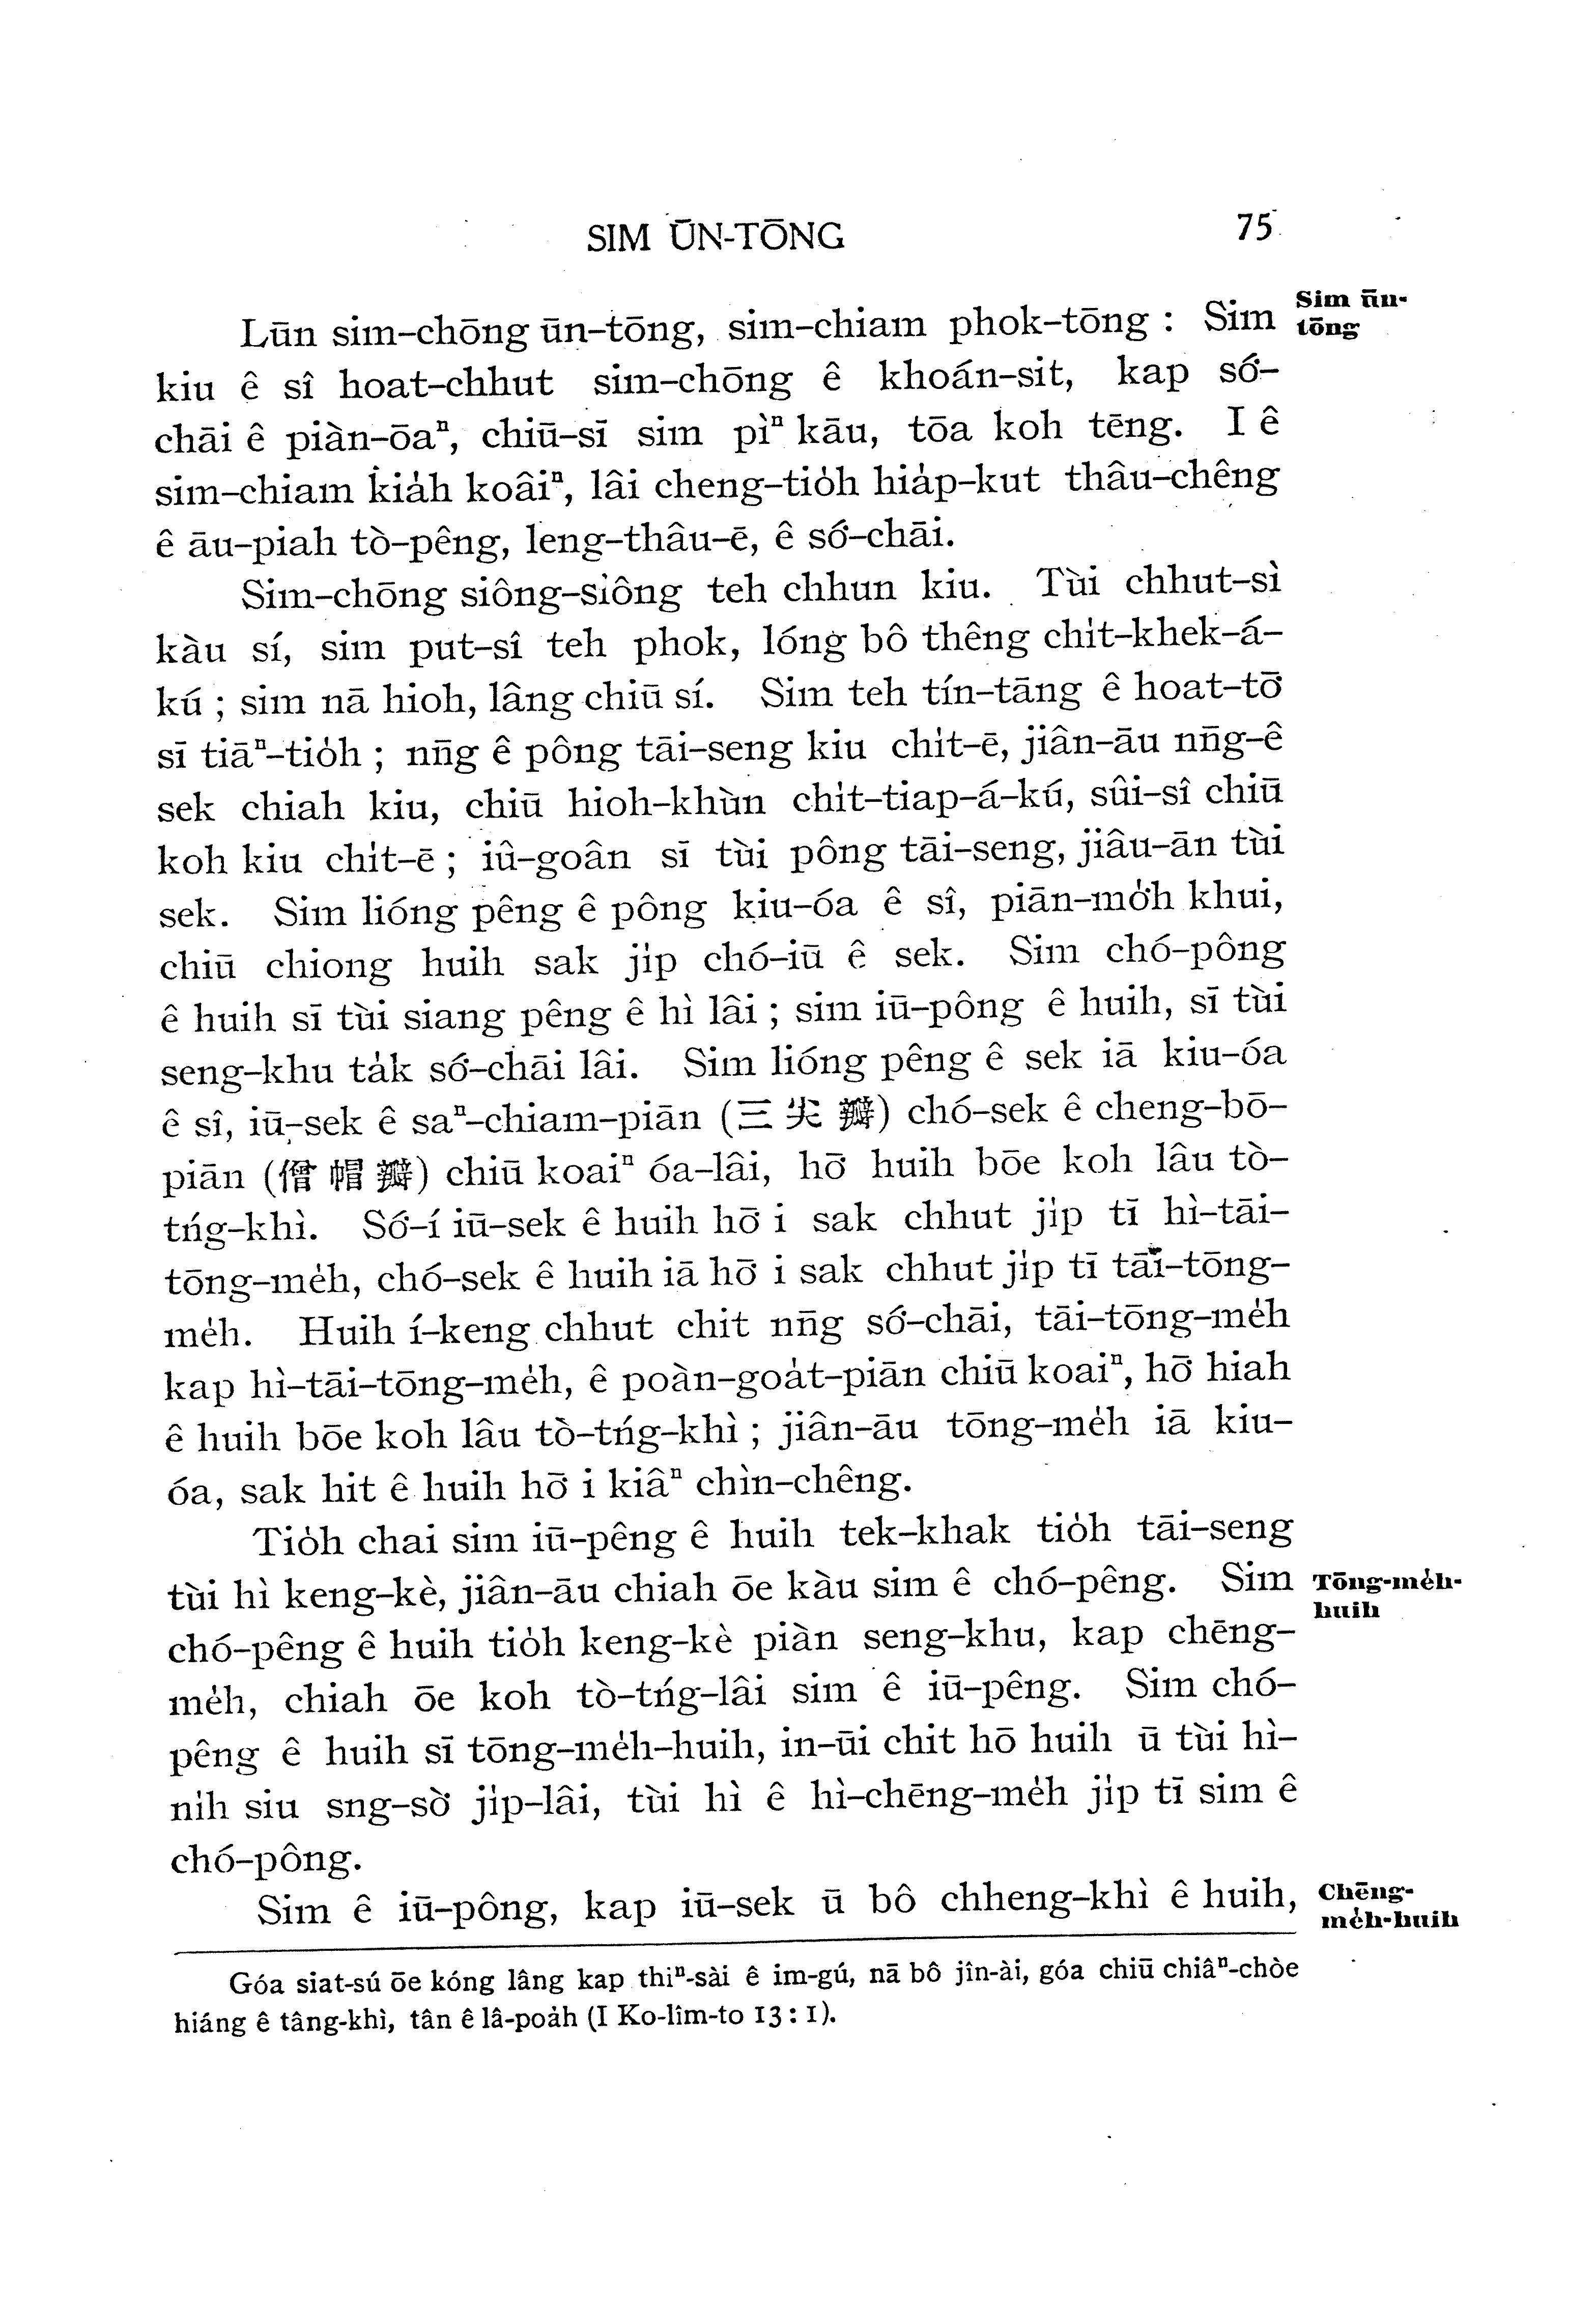 SIM ŪN-TŌNG 75
Lūn sim-chōng ūn-tōng, sim-chiam phok-tōng : Sim
Sim ūn-
tōng
kiu ê sî hoat-chhut sim-chōng ê khoán-sit, kap só͘-
chāi ê piàn-ōaⁿ, chiū-sī sim pìⁿ kāu, tōa koh tēng. I ê
sim-chiam kia̍h koâiⁿ, lâi cheng-tio̍h hia̍p-kut thâu-chêng
ê āu-piah tò-pêng, leng-thâu-ē, ê só͘-chāi.
Sim-chōng siông-siông teh chhun kiu. Tùi chhut-sì
kàu sí, sim put-sî teh phok, lóng bô thêng chi̍t-khek-á-
kú ; sim nā hioh, lâng chiū sí. Sim teh tín-tāng ê hoat-tō͘
sī tiāⁿ-tio̍h ; nn̄g ê pông tāi-seng kiu chi̍t-ē, jiân-āu nn̄g-ê
sek chiah kiu, chiū hioh-khùn chi̍t-tiap-á-kú, sûi-sî chiū
koh kiu chi̍t-ē ; iû-goân sī tùi pông tāi-seng, jiâu-ān tùi
sek. Sim lióng pêng ê pông kiu-óa ê sî, piān-mo̍͘h khui,
chiū chiong huih sak ji̍p chó-iū ê sek. Sim chó-pông
ê huih sī tùi siang pêng ê hì lâi ; sim iū-pông ê huih, sī tùi
seng-khu ta̍k só͘-chāi lâi. Sim lióng pêng ê sek iā kiu-óa
ê sî, iū-sek ê saⁿ-chiam-piān (三尖瓣) chó-sek ê cheng-bō-
piān (僧帽瓣) chiū koaiⁿ óa-lâi, hō͘ huih bōe koh lâu tò-
tńg-khì. Só͘-í iū-sek ê huih hō͘ i sak chhut ji̍p tī hì-tāi-
tōng-me̍h, chó-sek ê huih iā hō͘ i sak chhut ji̍p tī tāi-tōng-
me̍h. Huih í-keng chhut chit nn̄g só͘-chāi, tāi-tōng-me̍h
kap hì-tāi-tōng-me̍h, ê poàn-goa̍t-piān chiū koaiⁿ, hō͘ hiah
ê huih bōe koh lâu tò-tńg-khì ; jiân-āu tōng-me̍h iā kiu-
óa, sak hit ê huih hō͘ i kiâⁿ chìn-chêng.
Tio̍h chai sim iū-pêng ê huih tek-khak tio̍h tāi-seng
tùi hì keng-kè, jiân-āu chiah ōe kàu sim ê chó-pêng. Sim
Tōng-me̍h-
huih
chó-pêng ê huih tio̍h keng-kè piàn seng-khu, kap chēng-
me̍h, chiah ōe koh tò-tńg-lâi sim ê iū-pêng. Sim chó-
pêng ê huih sī tōng-me̍h-huih, in-ūi chit hō huih ū tùi hì-
ni̍h siu sng-sò͘ ji̍p-lâi, tùi hì ê hì-chēng-me̍h ji̍p tī sim ê
chó-pông.
Sim ê iū-pông, kap iū-sek ū bô chheng-khì ê huih,
Chēng-
me̍h-huih
Góa siat-sú ōe kóng lâng kap thiⁿ-sài ê im-gú, nā bô jîn-ài, góa chiū chiâⁿ-chòe
hiáng ê tâng-khì, tân ê lâ-poa̍h (I Ko-lîm-to 13 : 1).